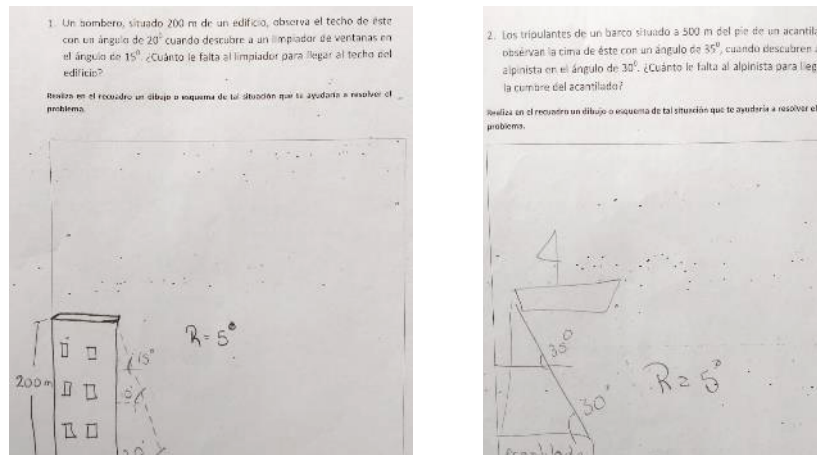 1. Un bombero, situado 200 m de un edificio, observa el techo de éste
con un ángulo de 20° cuando descubre a un limpiador de ventanas en
el ángulo de 15°. ¿Cuánto le falta al limpiador para llegar al techo del
edificio?
Realiza en el recuadro un dibujo o esquema de tal situación que te ayudaría a resolver el
problema.
R = 5°
15°
200 m
20
2. Los tripulantes de un barco situado a 500 m del pie de un acantila
observan la cima de éste con un ángulo de 35°, cuando descubren
alpinista en el ángulo de 30°. ¿Cuánto le falta al alpinista para lleg
la cumbre del acantilado?
Realiza en el recuadro un dibujo o esquema de tal situación que te ayudaría a resolver el
problema.
35°
R = 5°
30°